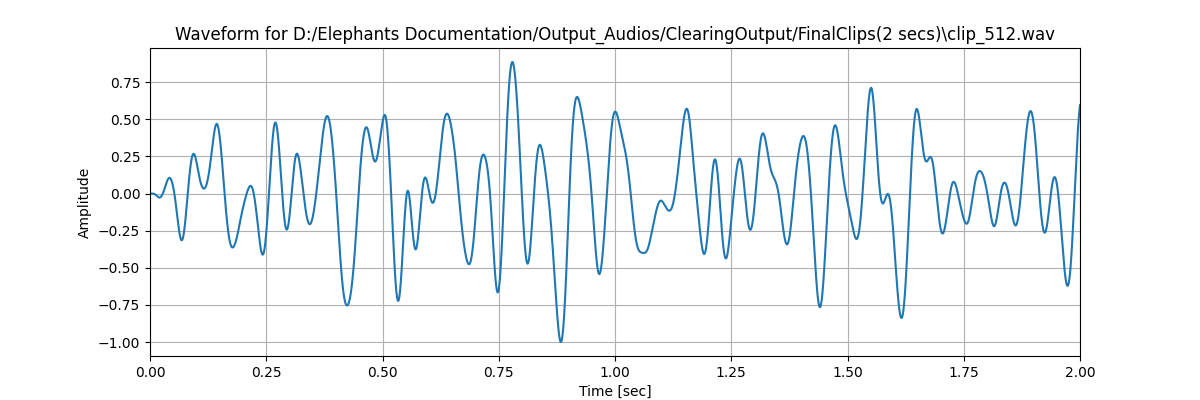 Waveform for D:/Elephants Documentation/Output_Audios/ClearingOutput/FinalClips(2 secs)\clip_512.wav
Amplitude
0.75
0.50
0.25
0.00
−0.25
−0.50
−0.75
−1.00
0.00 0.25 0.50 0.75 1.00 1.25 1.50 1.75 2.00
Time [sec]